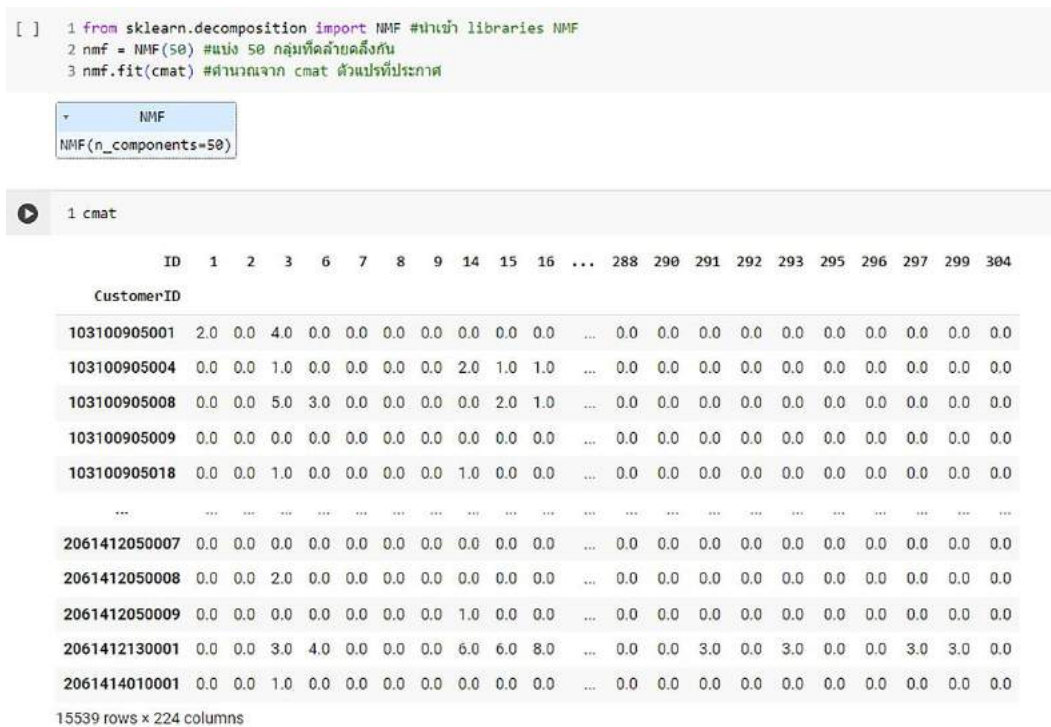 [ ] 1 from sklearn.decomposition import NMF #นำเข้า libraries NMF
2 nmf = NMF(50) #แบ่ง 50 กลุ่มที่คล้ายคลึงกัน
3 nmf.fit(cmat) #คำนวณจาก cmat ตัวแปรที่ประกาศ
NMF
NMF(n_components=50)
1 cmat
ID 1 2 3 6 7 8 9 14 15 16 ... 288 290 291 292 293 295 296 297 299 304
CustomerID
103100905001 2.0 0.0 4.0 0.0 0.0 0.0 0.0 0.0 0.0 0.0 ... 0.0 0.0 0.0 0.0 0.0 0.0 0.0 0.0 0.0 0.0
103100905004 0.0 0.0 1.0 0.0 0.0 0.0 0.0 2.0 1.0 1.0 ... 0.0 0.0 0.0 0.0 0.0 0.0 0.0 0.0 0.0 0.0
103100905008 0.0 0.0 5.0 3.0 0.0 0.0 0.0 0.0 2.0 1.0 ... 0.0 0.0 0.0 0.0 0.0 0.0 0.0 0.0 0.0 0.0
103100905009 0.0 0.0 0.0 0.0 0.0 0.0 0.0 0.0 0.0 0.0 ... 0.0 0.0 0.0 0.0 0.0 0.0 0.0 0.0 0.0 0.0
103100905018 0.0 0.0 1.0 0.0 0.0 0.0 0.0 1.0 0.0 0.0 ... 0.0 0.0 0.0 0.0 0.0 0.0 0.0 0.0 0.0 0.0
... ... ... ... ... ... ... ... ... ... ... ... ... ... ... ... ... ... ... ... ... ...
2061412050007 0.0 0.0 0.0 0.0 0.0 0.0 0.0 0.0 0.0 0.0 ... 0.0 0.0 0.0 0.0 0.0 0.0 0.0 0.0 0.0 0.0
2061412050008 0.0 0.0 2.0 0.0 0.0 0.0 0.0 0.0 0.0 0.0 ... 0.0 0.0 0.0 0.0 0.0 0.0 0.0 0.0 0.0 0.0
2061412050009 0.0 0.0 0.0 0.0 0.0 0.0 0.0 1.0 0.0 0.0 ... 0.0 0.0 0.0 0.0 0.0 0.0 0.0 0.0 0.0 0.0
2061412130001 0.0 0.0 3.0 4.0 0.0 0.0 0.0 6.0 6.0 8.0 ... 0.0 0.0 3.0 0.0 3.0 0.0 0.0 3.0 3.0 0.0
2061414010001 0.0 0.0 1.0 0.0 0.0 0.0 0.0 0.0 0.0 0.0 ... 0.0 0.0 0.0 0.0 0.0 0.0 0.0 0.0 0.0 0.0
15539 rows × 224 columns